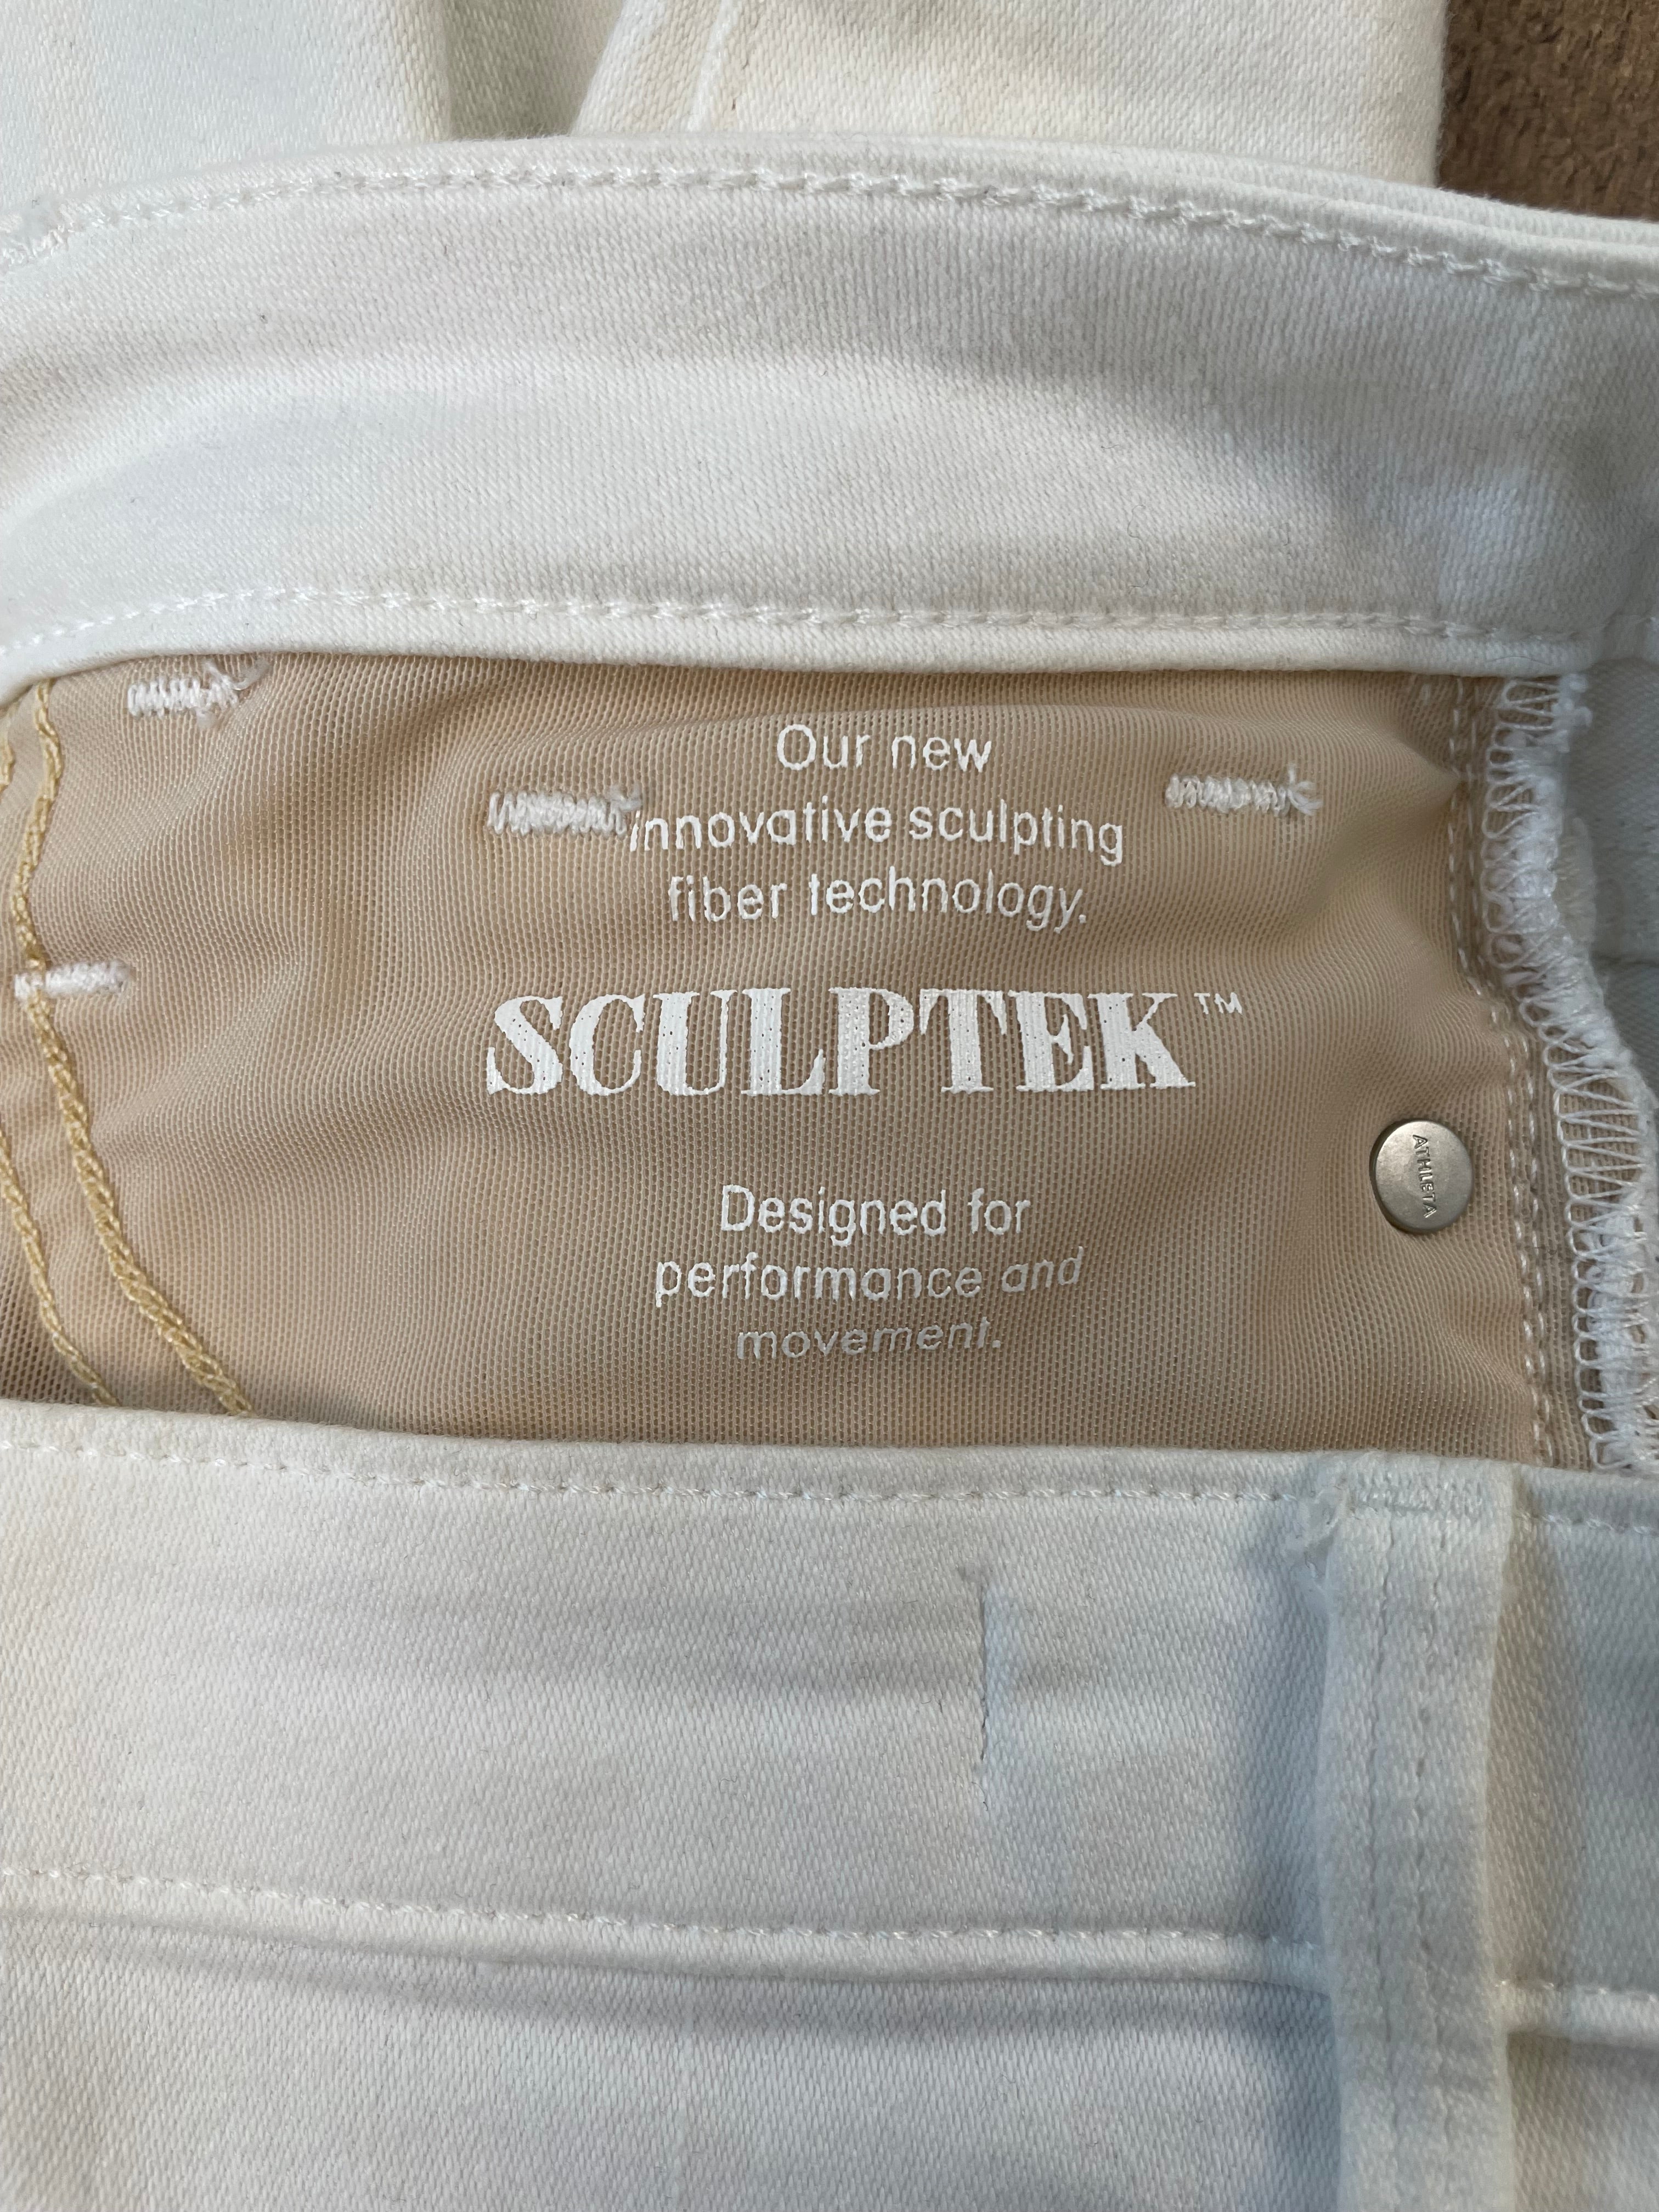 Our new
innovative sculpting
fiber technology.
SCULPTEK™
ATHLETA
Designed for
performance and
movement.